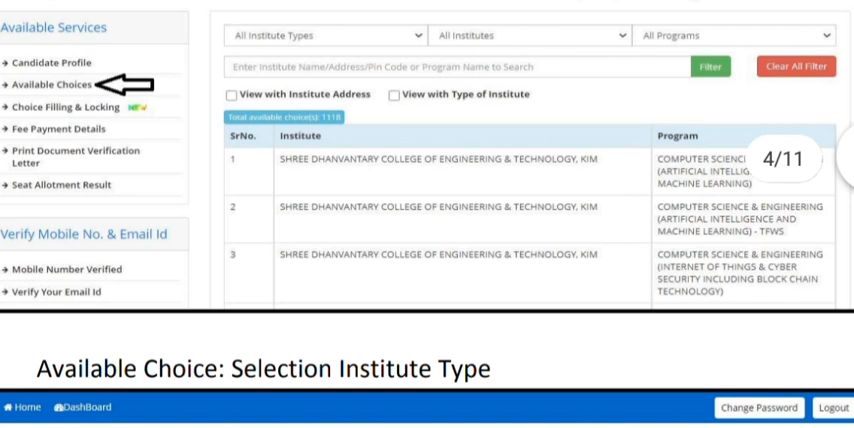 Available Services
Candidate Profile
Available Choices
Choice Filling & Locking NEW
Fee Payment Details
Print Document Verification
Letter
Seat Allotment Result
Verify Mobile No. & Email Id
Mobile Number Verified
Verify Your Email Id
All Institute Types All Institutes All Programs
Enter Institute Name/Address/Pin Code or Program Name to Search Filter Clear All Filter
View with Institute Address View with Type of Institute
Total available choice(s): 1118
SrNo. Institute Program
1 SHREE DHANVANTARY COLLEGE OF ENGINEERING & TECHNOLOGY, KIM COMPUTER
(ARTIFICIAL
MACHINE LEARNING)
4/11
2 SHREE DHANVANTARY COLLEGE OF ENGINEERING & TECHNOLOGY, KIM COMPUTER SCIENCE & ENGINEERING
(ARTIFICIAL INTELLIGENCE AND
MACHINE LEARNING) - TFWS
3 SHREE DHANVANTARY COLLEGE OF ENGINEERING & TECHNOLOGY, KIM COMPUTER SCIENCE & ENGINEERING
(INTERNET OF THINGS & CYBER
SECURITY INCLUDING BLOCK CHAIN
TECHNOLOGY)
Available Choice: Selection Institute Type
Home DashBoard Change Password Logout